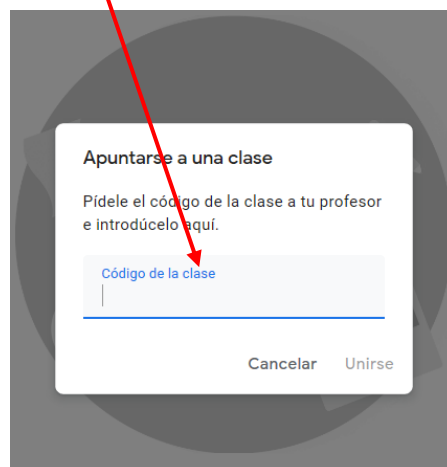 Apuntarse a una clase
Pídele el código de la clase a tu profesor
e introdúcelo aquí.
Código de la clase
Cancelar Unirse